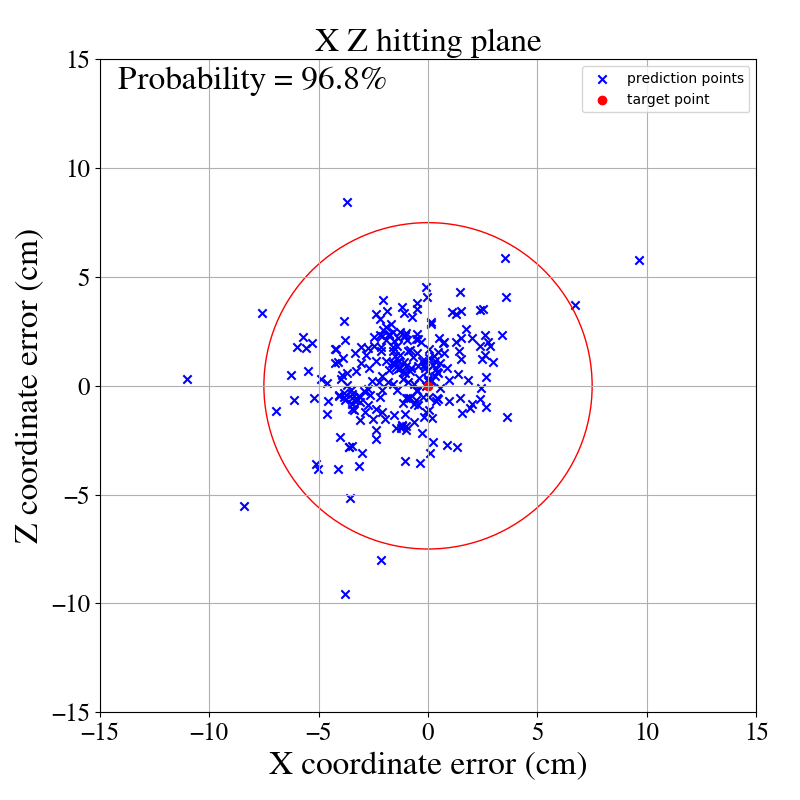 X Z hitting plane
Probability = 96.8%
prediction points
target point
Z coordinate error (cm)
15
10
5
0
−5
−10
−15
−15
−10
−5
0
5
10
15
X coordinate error (cm)